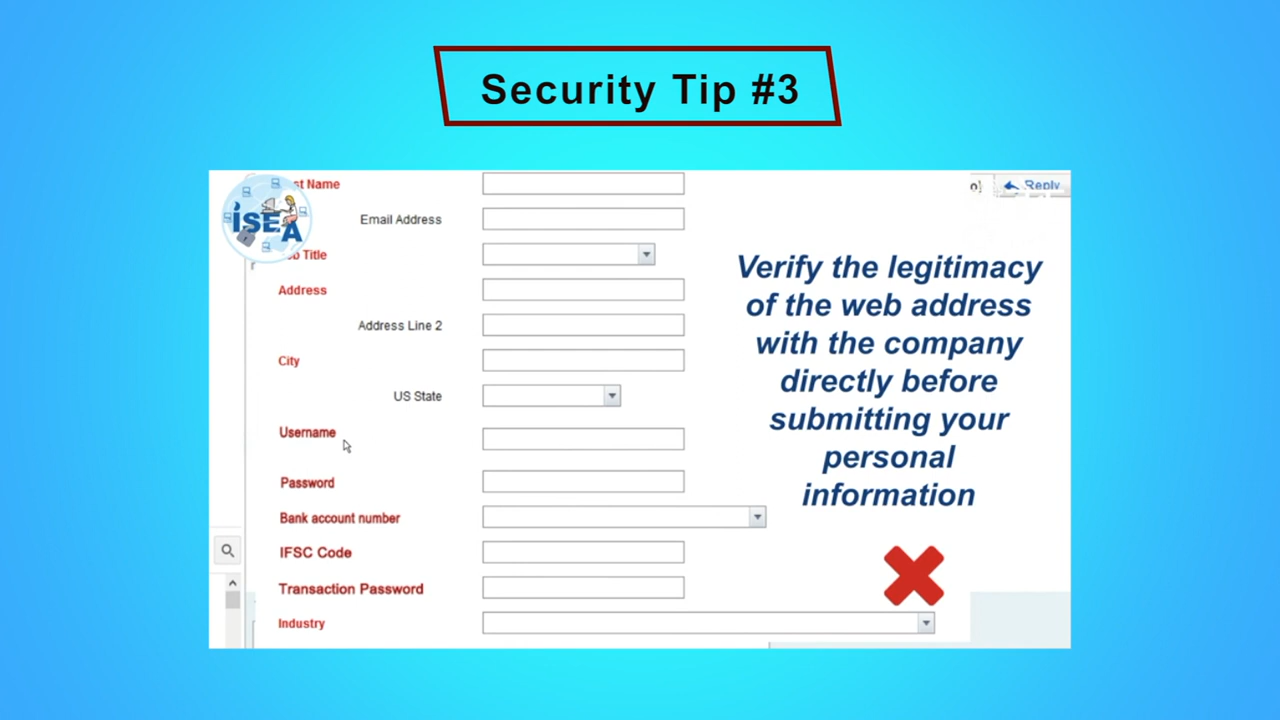 Security Tip #3
st Name
Reply
ISEA
Email Address
b Title
Address
Address Line 2
City
US State
Username
Password
Bank account number
IFSC Code
Transaction Password
Industry
Verify the legitimacy
of the web address
with the company
directly before
submitting your
personal
information